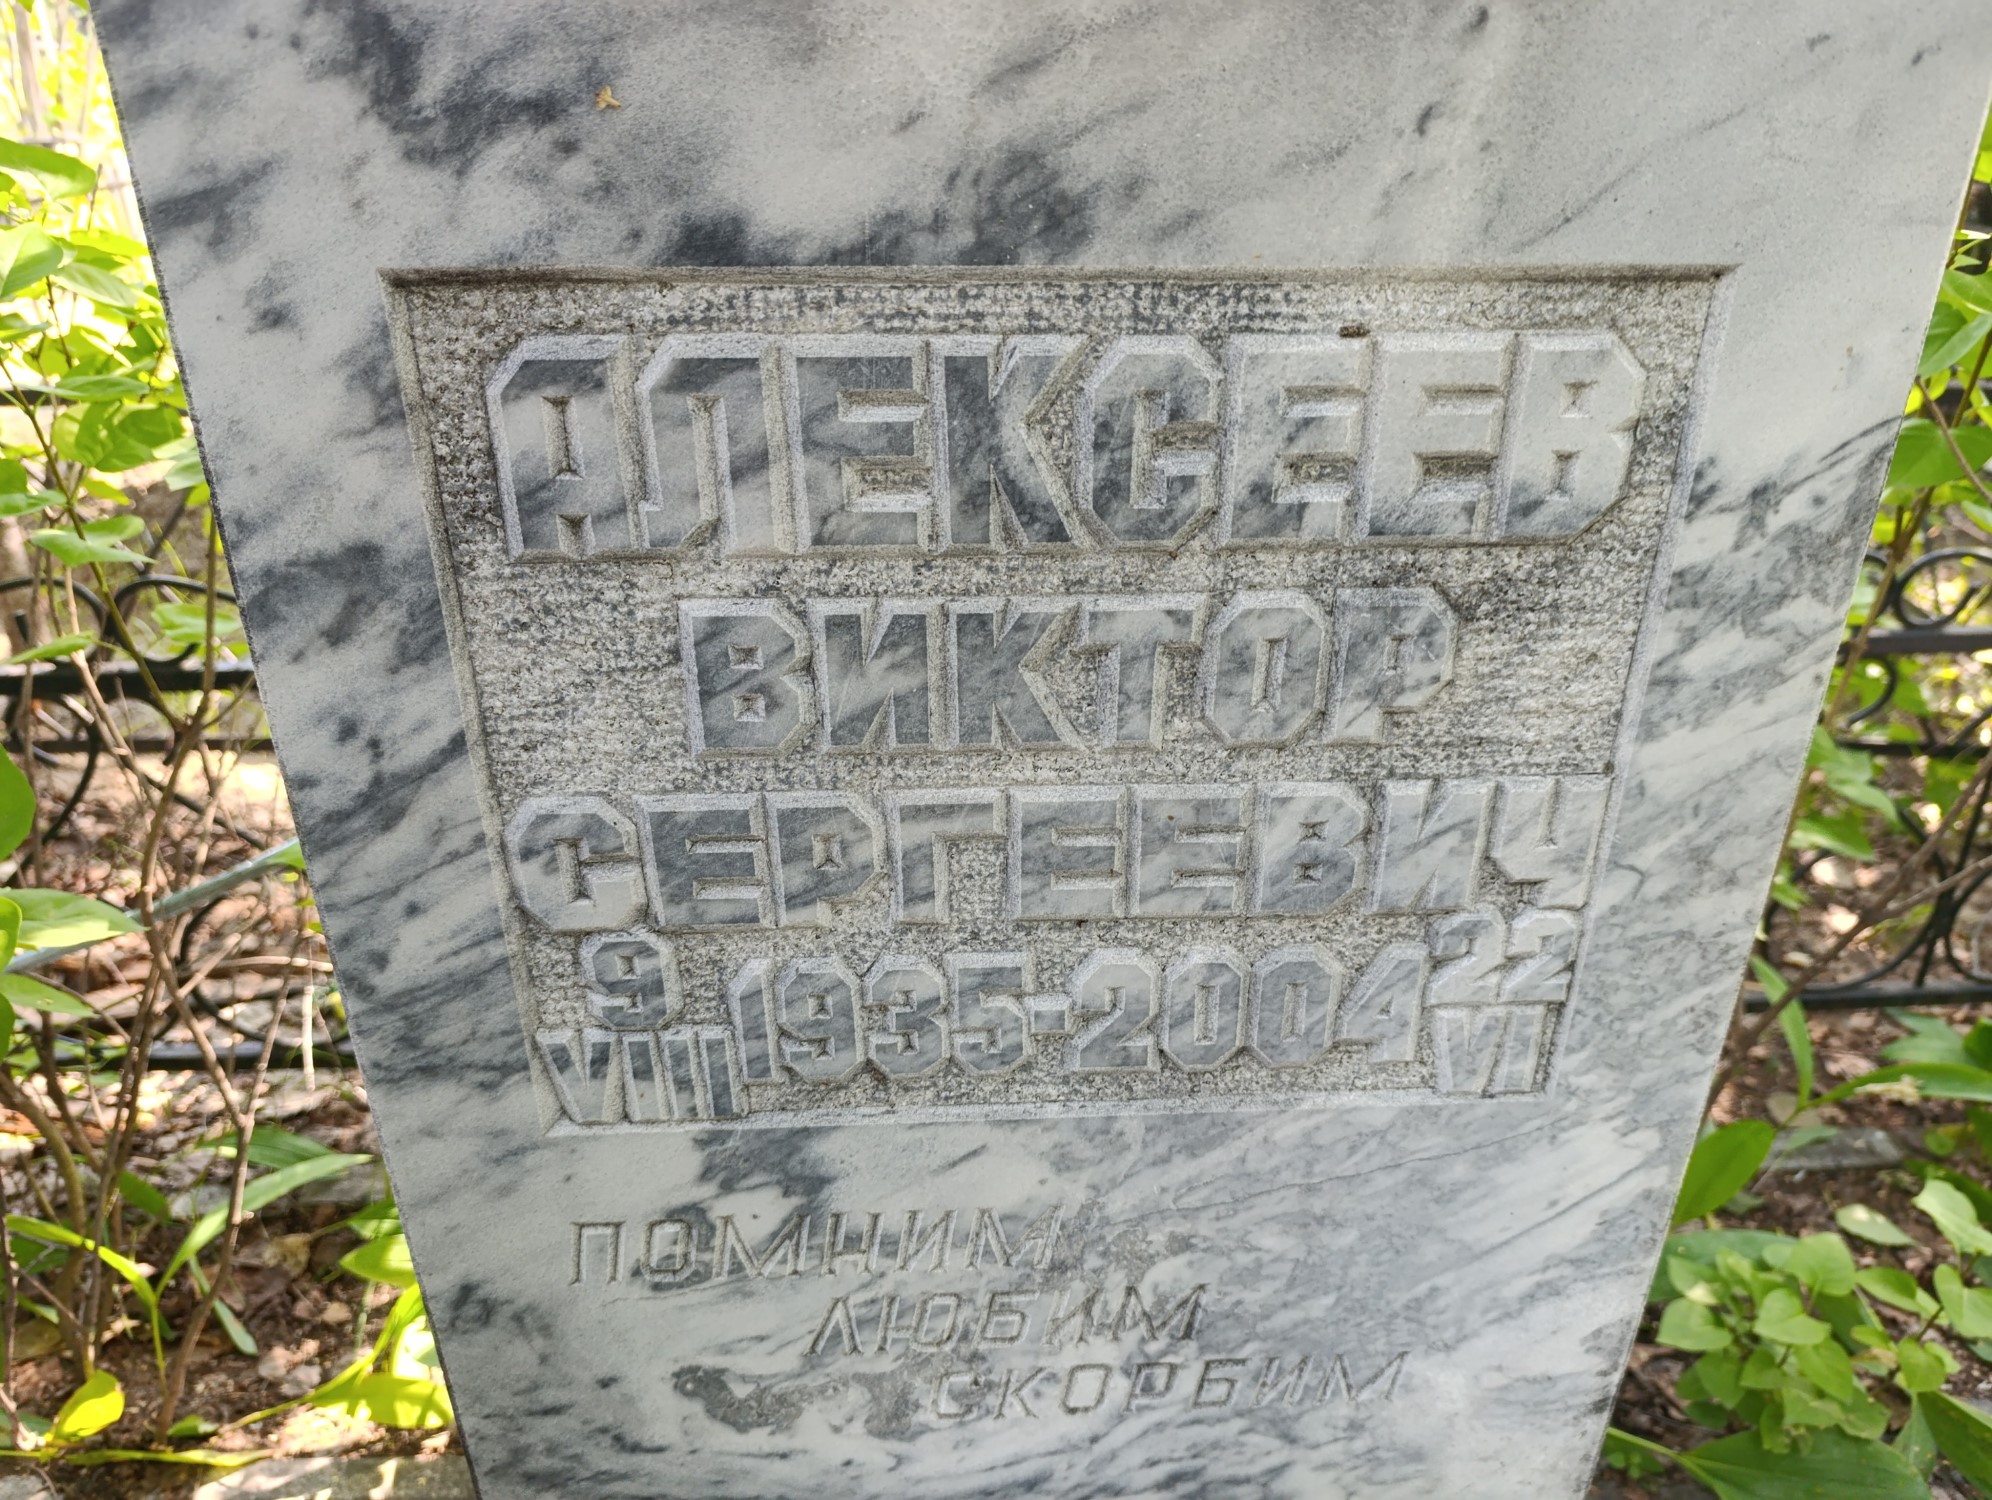 АЛЕКСЕЕВ
ВИКТОР
СЕРГЕЕВИЧ
9 VIII 1935-2004 22 VI
ПОМНИМ
ЛЮБИМ
СКОРБИМ